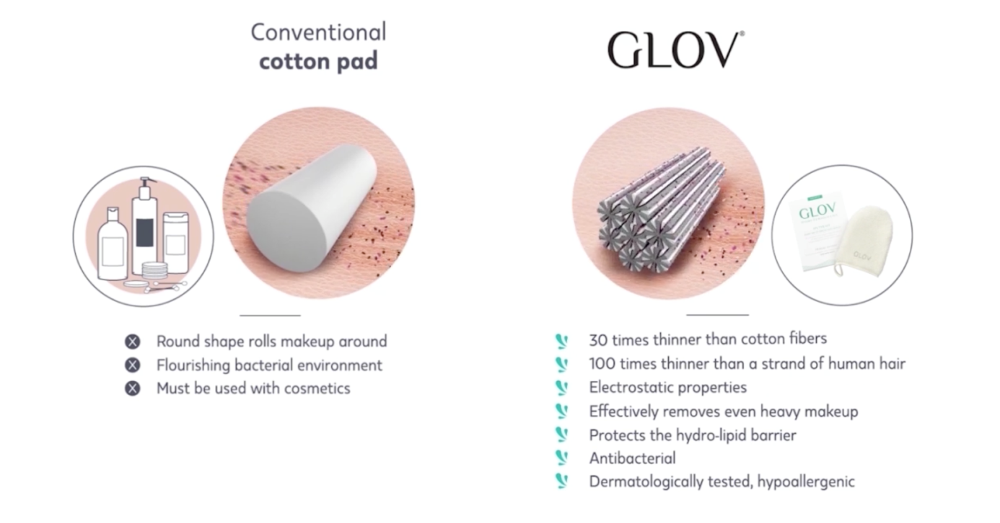 Conventional
cotton pad
Round shape rolls makeup around
Flourishing bacterial environment
Must be used with cosmetics
GLOV®
GLOV
GLOV
30 times thinner than cotton fibers
100 times thinner than a strand of human hair
Electrostatic properties
Effectively removes even heavy makeup
Protects the hydro-lipid barrier
Antibacterial
Dermatologically tested, hypoallergenic